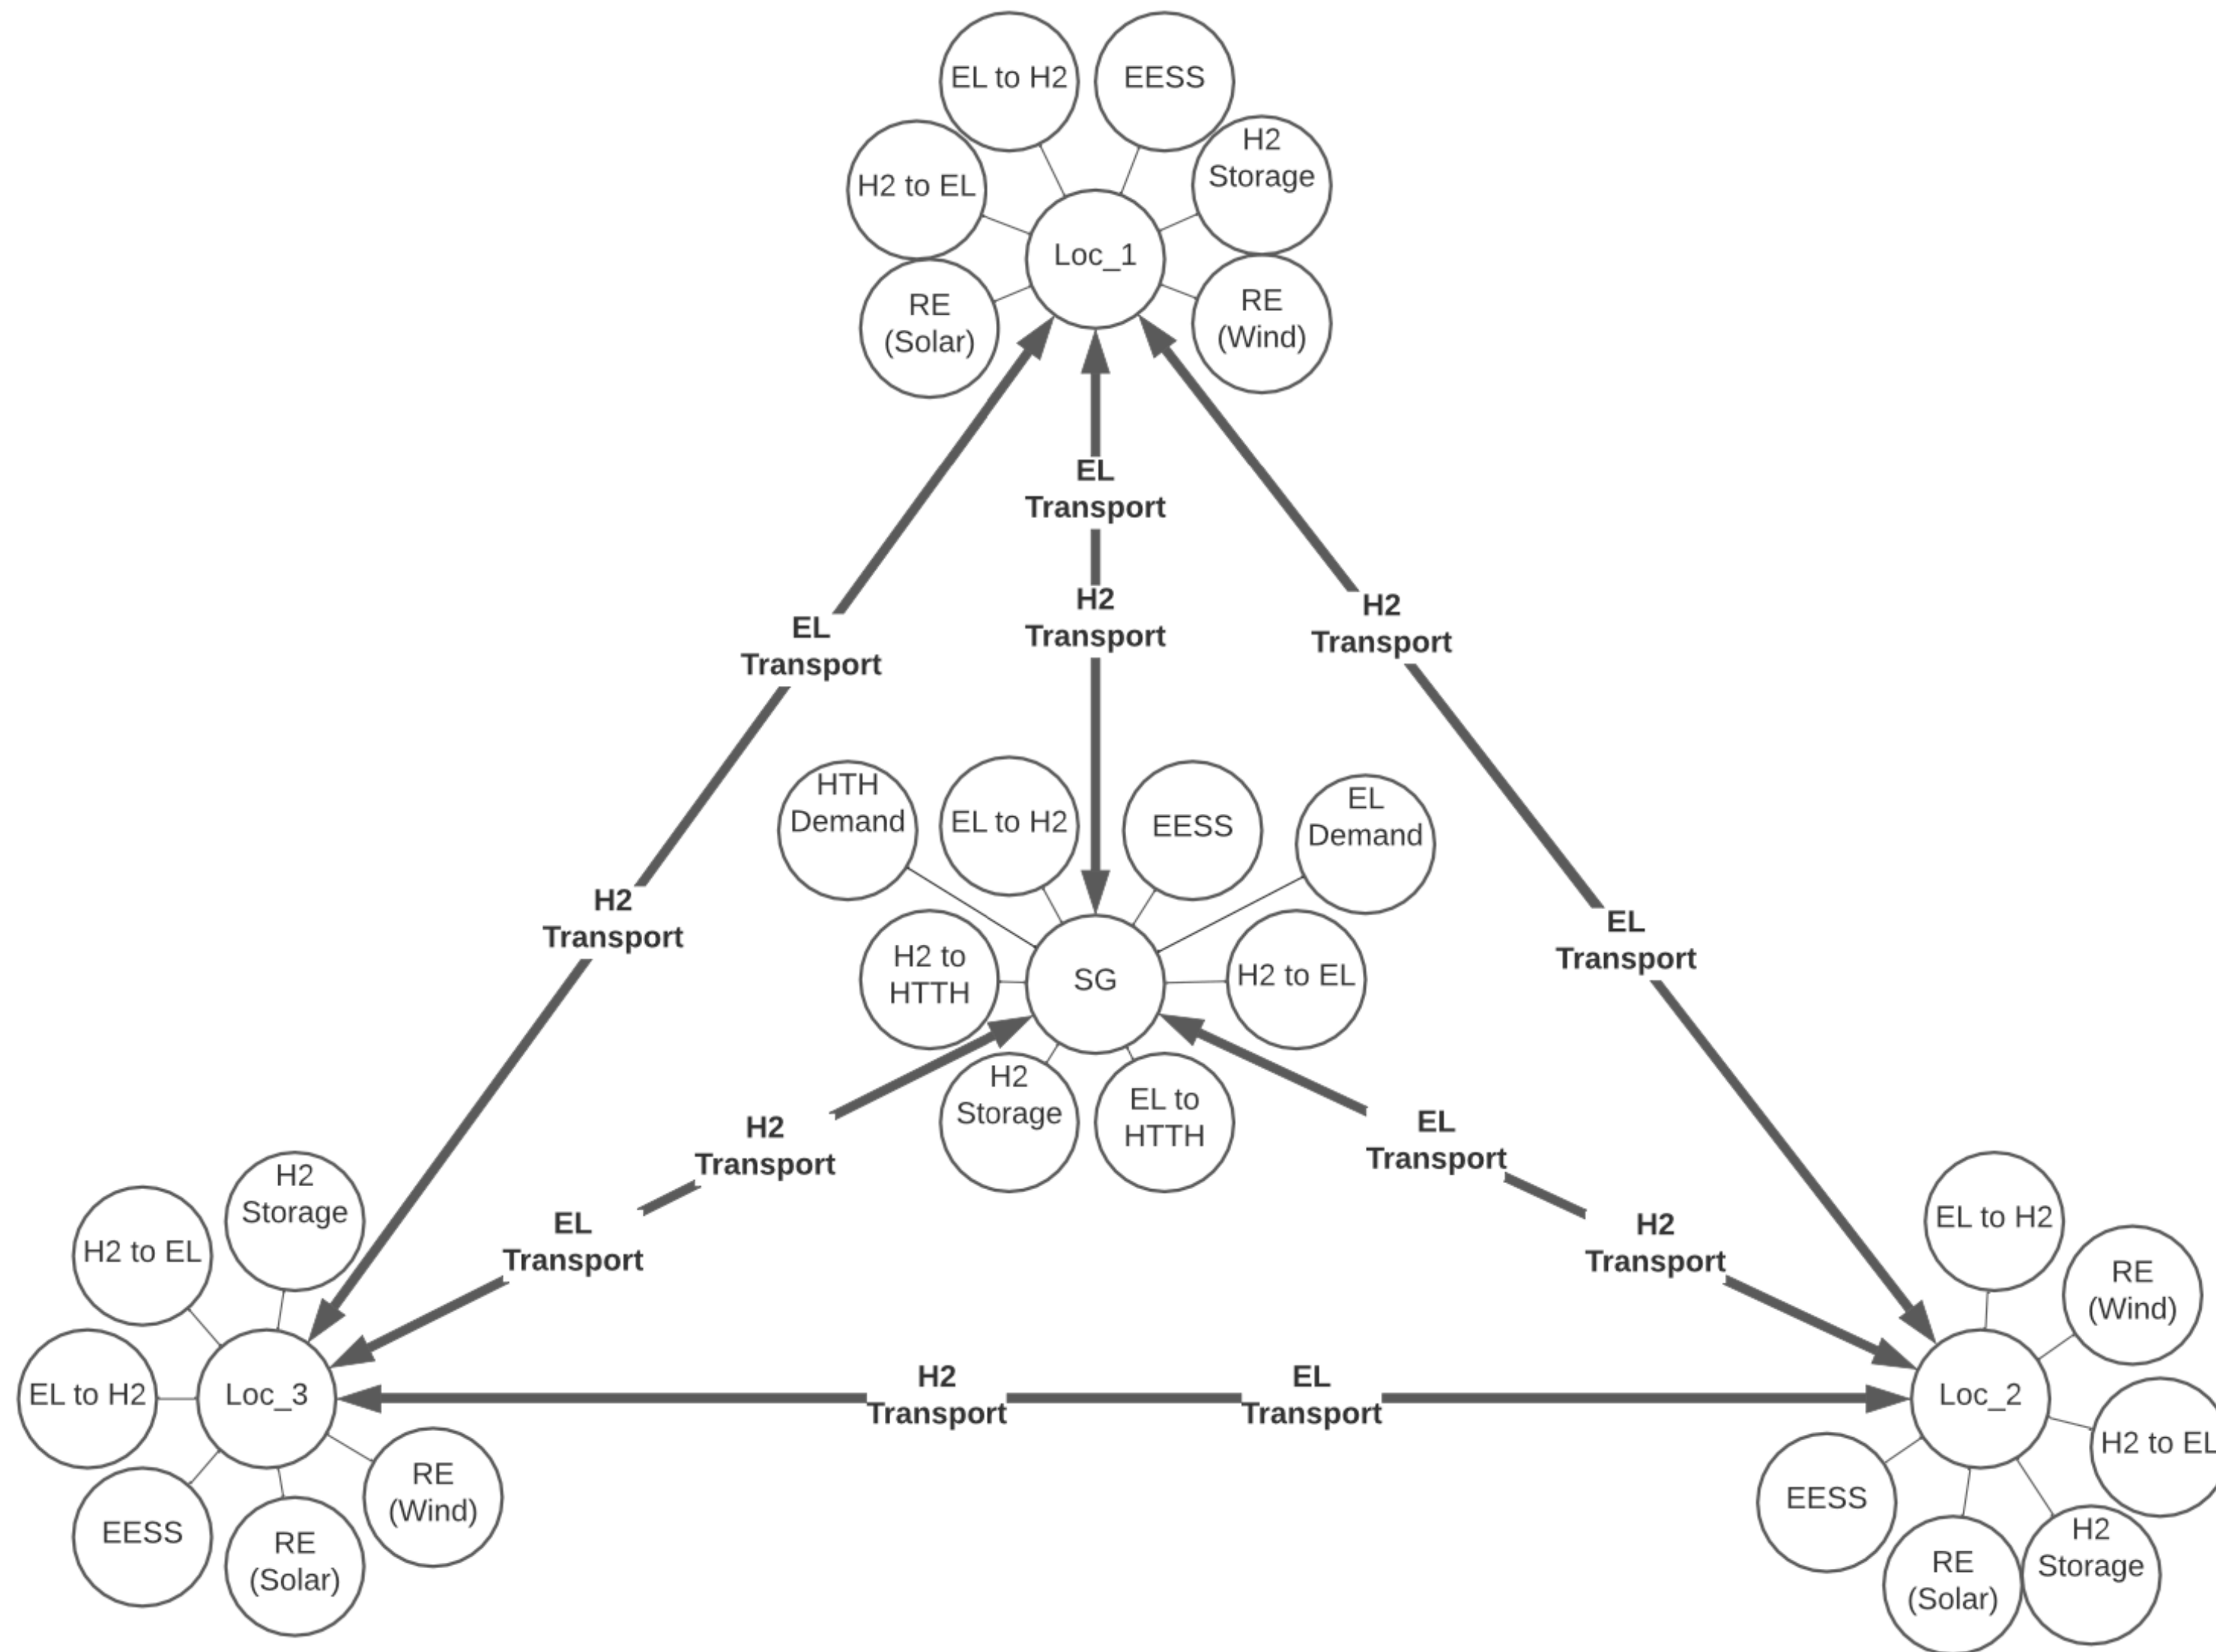 EL to H2
EESS
H2
Storage
H2 to EL
Loc_1
RE
(Solar)
RE
(Wind)
EL
Transport
H2
Transport
EL
Transport
H2
Transport
HTH
Demand
EL to H2
EESS
EL
Demand
H2
Transport
EL
Transport
H2 to
HTTH
SG
H2 to EL
H2
Storage
EL to
HTTH
H2
Transport
EL
Transport
EL
Transport
H2
Transport
H2
Storage
H2 to EL
EL to H2
Loc_3
EESS
RE
(Solar)
RE
(Wind)
H2
Transport
EL
Transport
EL to H2
RE
(Wind)
Loc_2
H2 to EL
EESS
H2
Storage
RE
(Solar)